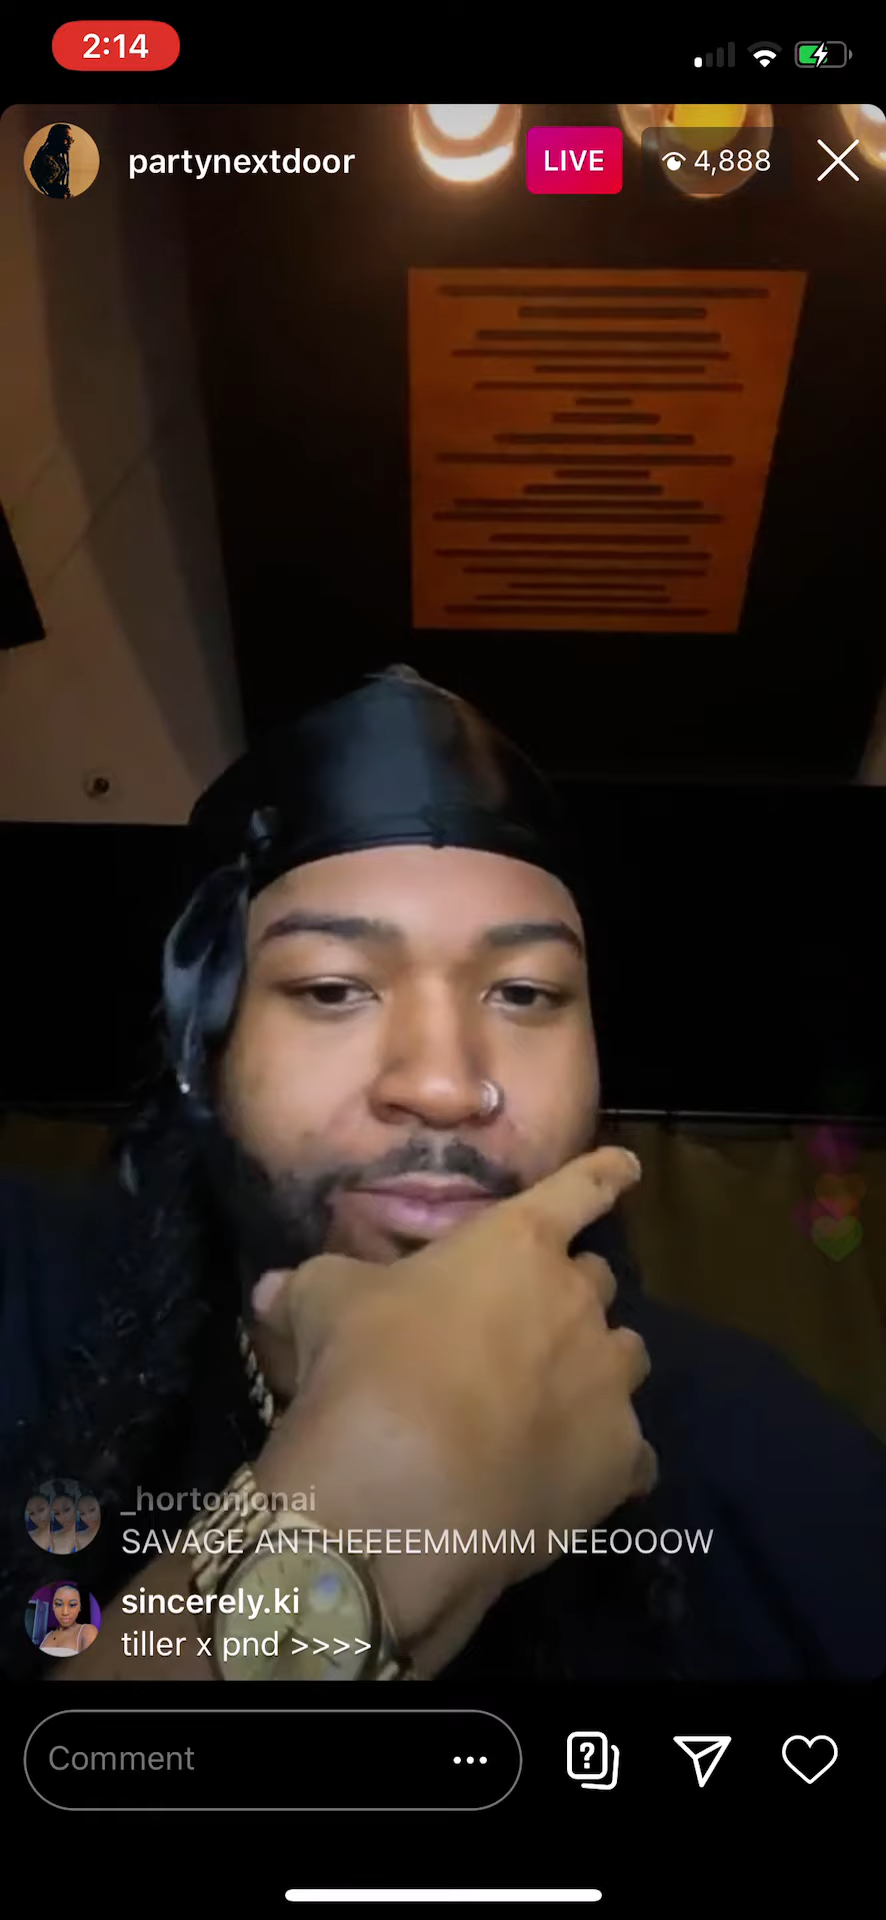 2:14
partynextdoor
LIVE
4,888
_hortonjonai
SAVAGE ANTHEEEEMMMM NEEOOOW
sincerely.ki
tiller x pnd >>>>
Comment